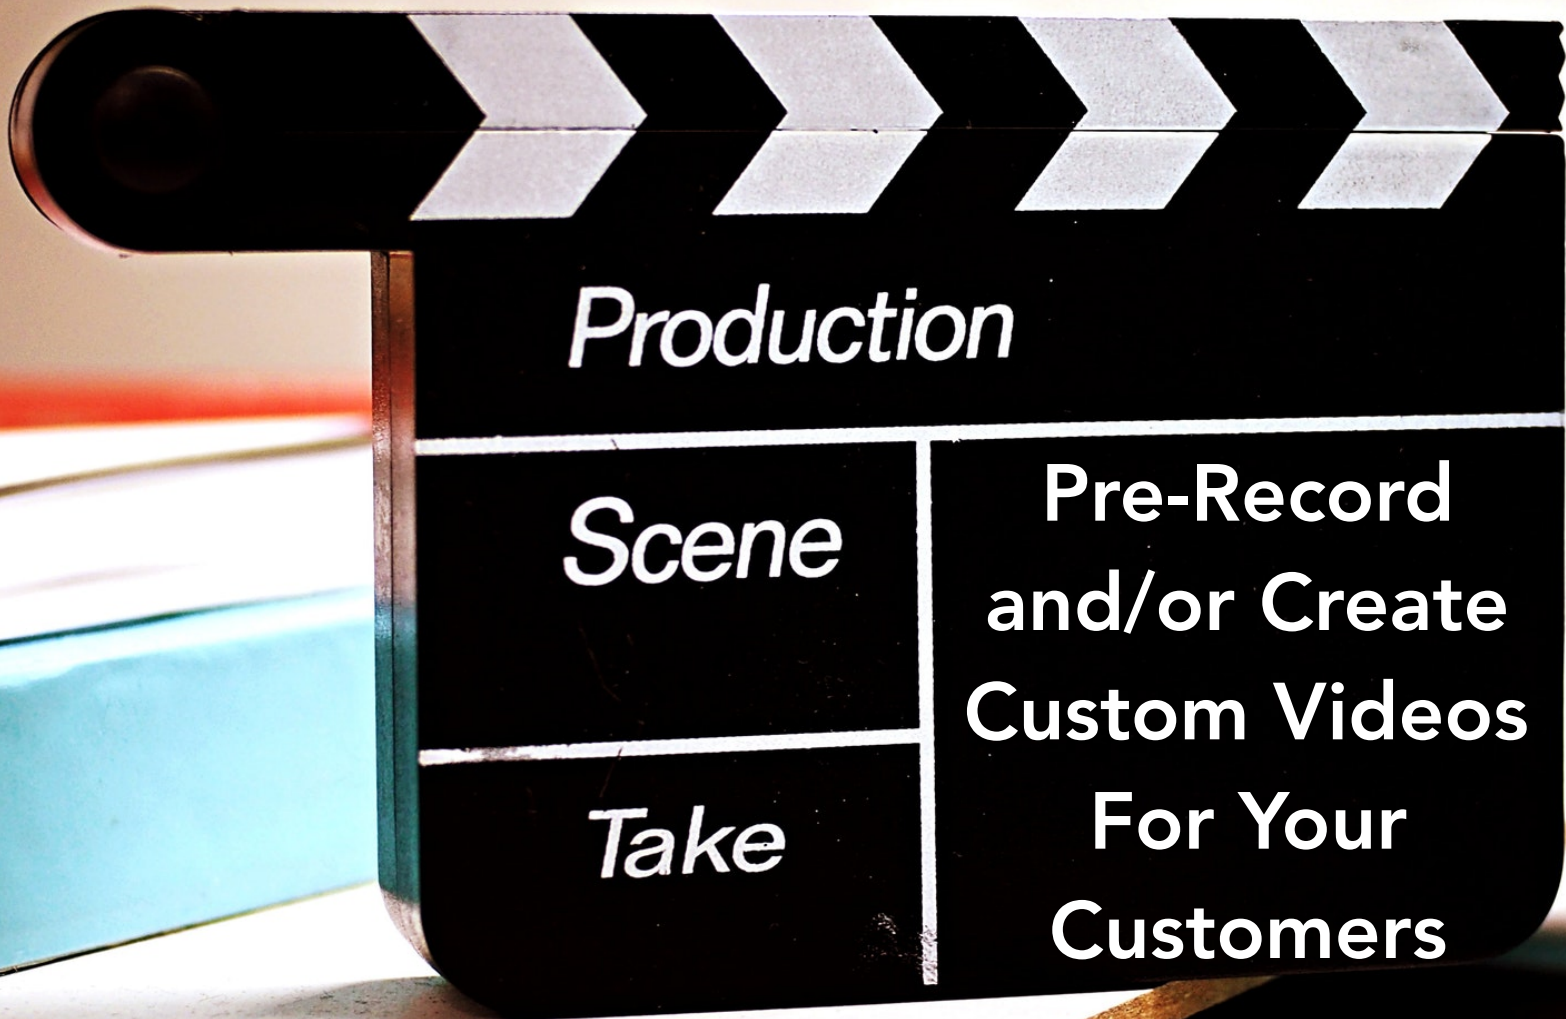 Production
Scene
Take
Pre-Record
and/or Create
Custom Videos
For Your
Customers